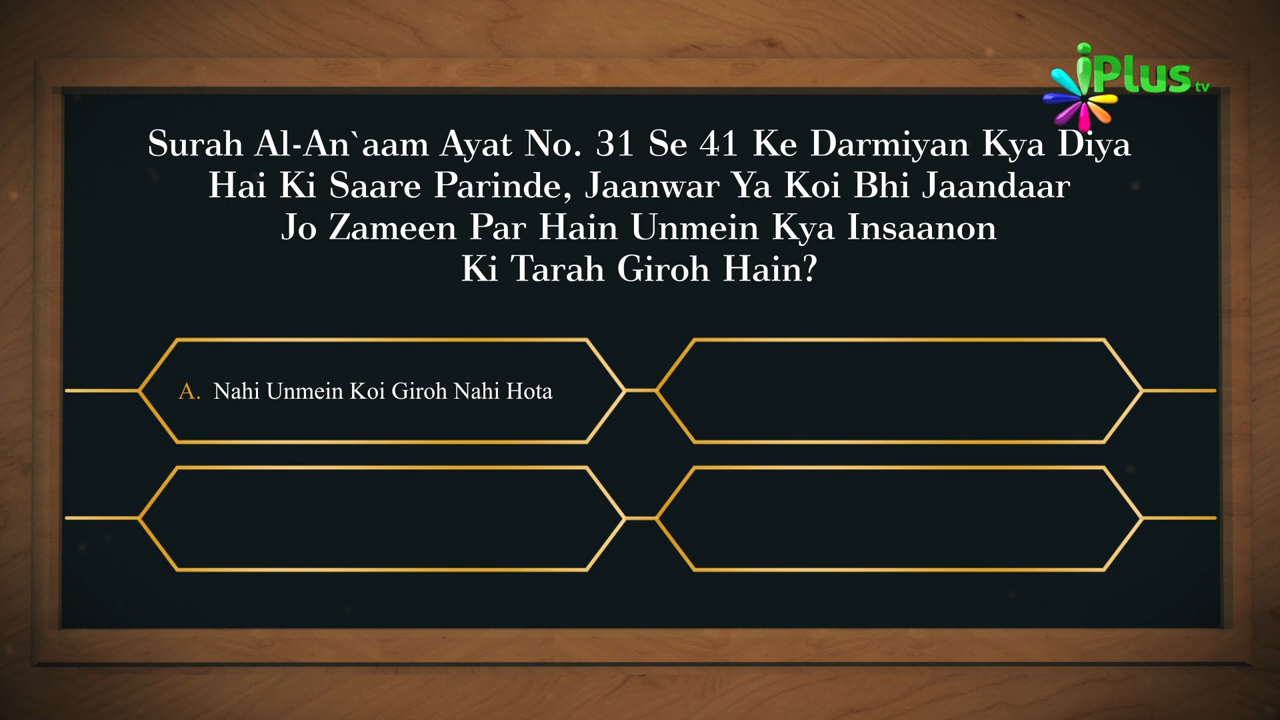 iPlus tv
Surah Al-An`aam Ayat No. 31 Se 41 Ke Darmiyan Kya Diya
Hai Ki Saare Parinde, Jaanwar Ya Koi Bhi Jaandaar
Jo Zameen Par Hain Unmein Kya Insaanon
Ki Tarah Giroh Hain?
A. Nahi Unmein Koi Giroh Nahi Hota